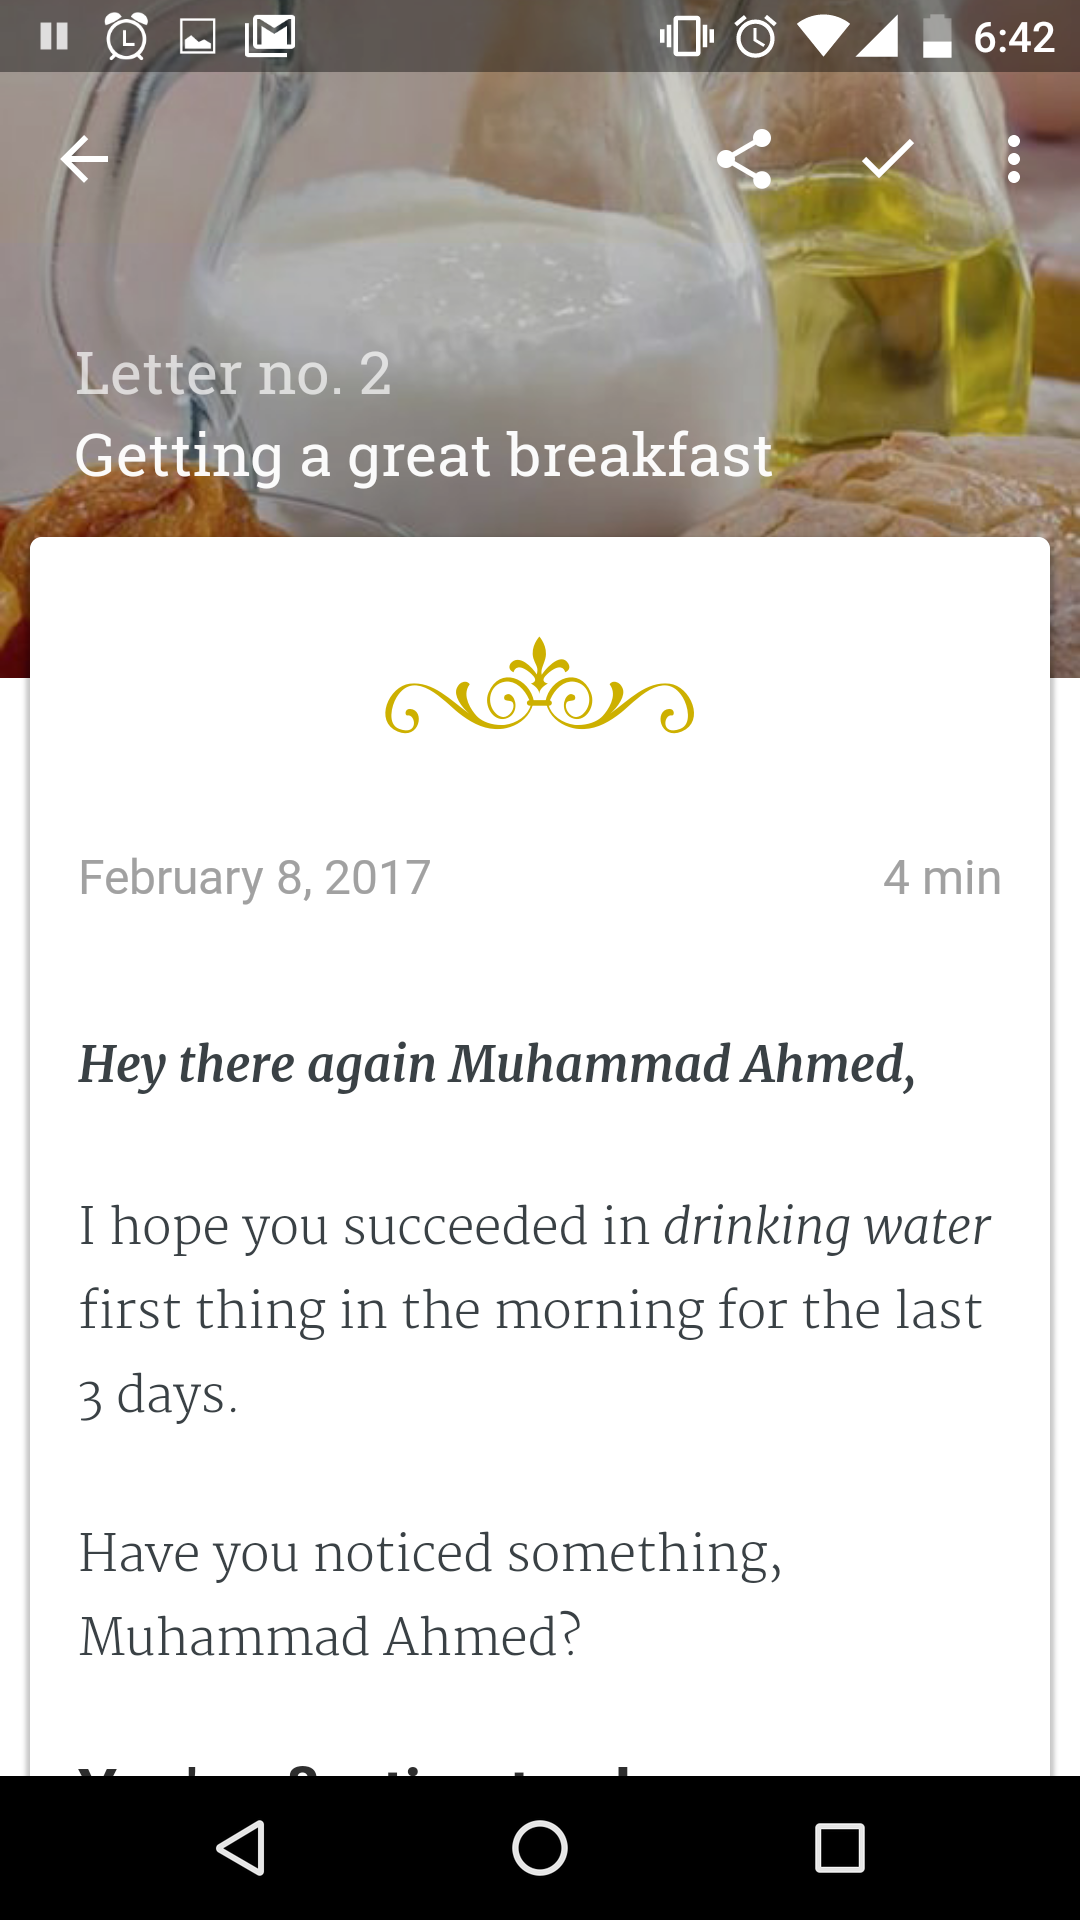 6:42
Letter no. 2
Getting a great breakfast
February 8, 2017
4 min
Hey there again Muhammad Ahmed,
I hope you succeeded in drinking water
first thing in the morning for the last
3 days.
Have you noticed something,
Muhammad Ahmed?